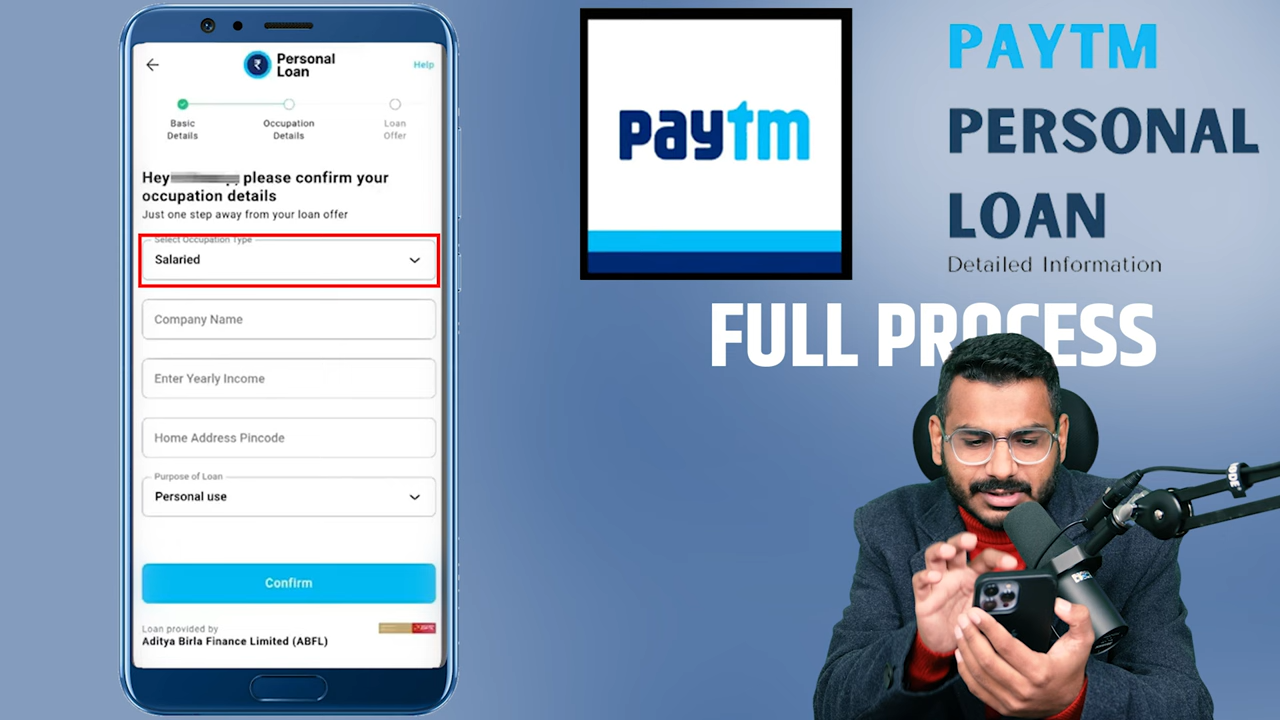 Personal
Loan
Help
Basic
Details
Occupation
Details
Loan
Offer
Hey
, please confirm your
occupation details
Just one step away from your loan offer
Select Occupation Type
Salaried
Company Name
Enter Yearly Income
Home Address Pincode
Purpose of Loan
Personal use
Confirm
Loan provided by
Aditya Birla Finance Limited (ABFL)
paytm
PAYTM
PERSONAL
LOAN
Detailed Information
FULL PROCESS